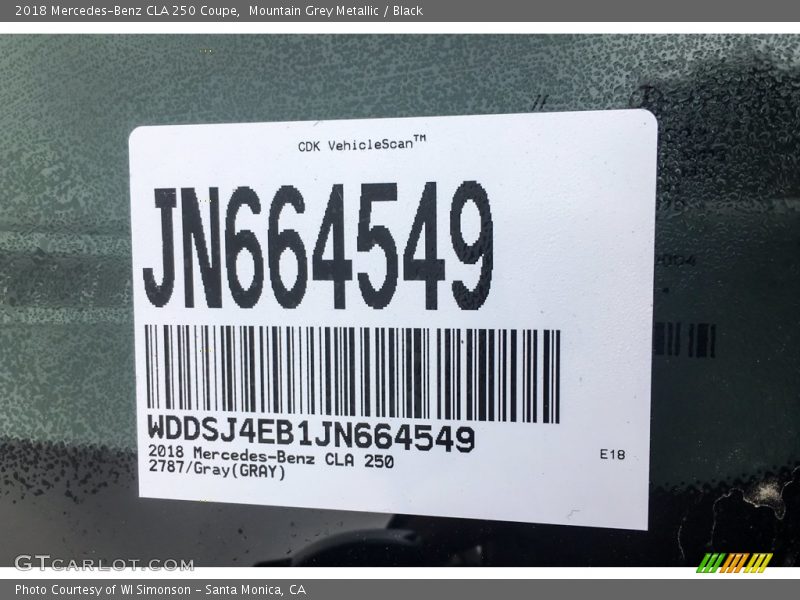 2018 Mercedes-Benz CLA 250 Coupe, Mountain Grey Metallic / Black
CDK VehicleScan™
JN664549
WDDSJ4EB1JN664549
2018 Mercedes-Benz CLA 250
2787/Gray(GRAY)
E18
GTCARLOT.COM
Photo Courtesy of WI Simonson - Santa Monica, CA